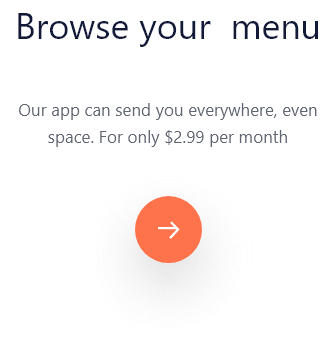 Browse your  menu
Our app can send you everywhere, even
space. For only $2.99 per month